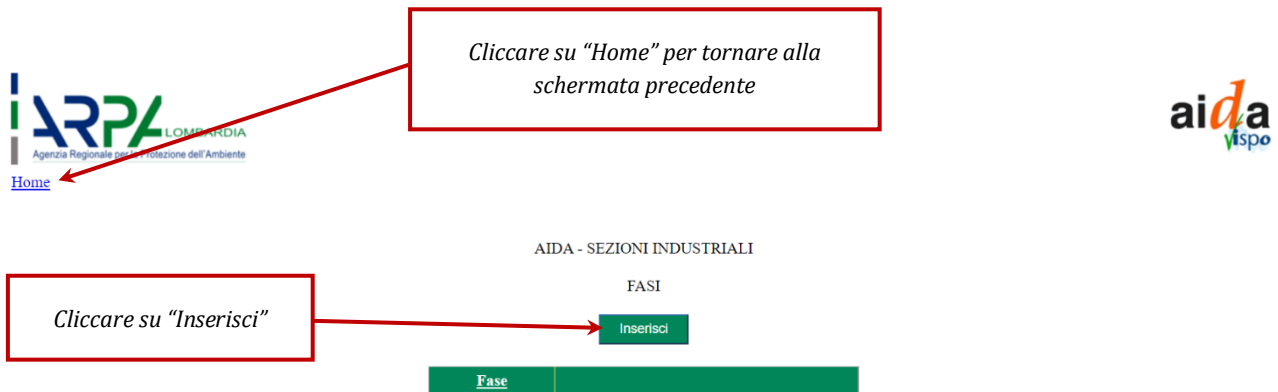 Cliccare su “Home” per tornare alla
schermata precedente
ARPA LOMBARDIA
Agenzia Regionale per la Protezione dell'Ambiente
aida
vispo
Home
AIDA - SEZIONI INDUSTRIALI
FASI
Cliccare su “Inserisci”
Inserisci
Fase